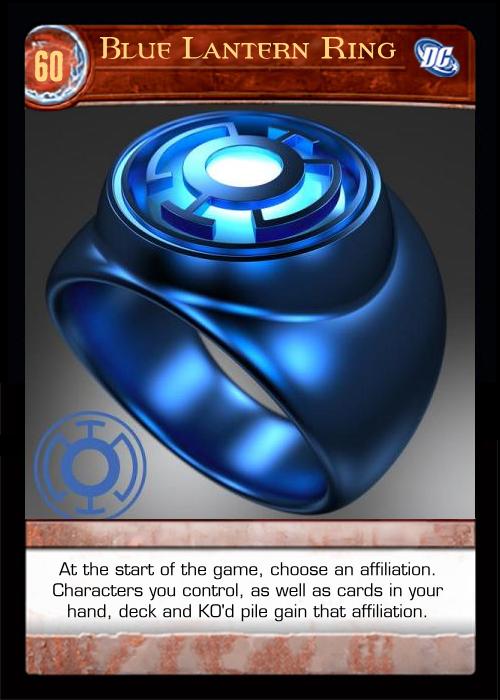 60
Blue Lantern Ring
DC
At the start of the game, choose an affiliation.
Characters you control, as well as cards in your
hand, deck and KO'd pile gain that affiliation.